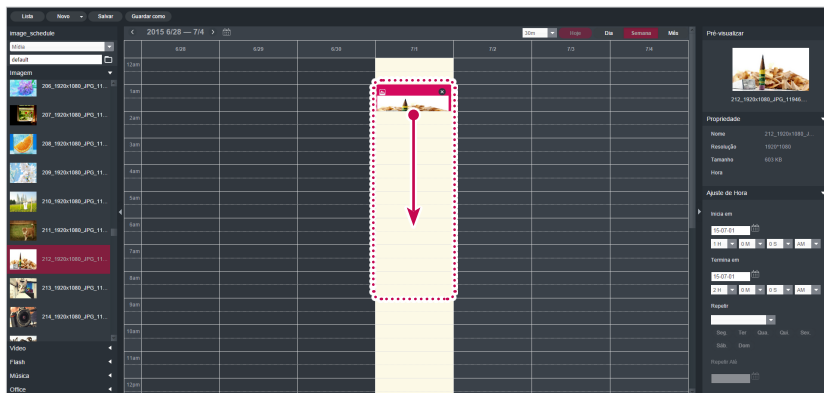 Lista Novo Salvar Guardar como
image_schedule
Mídia
default
Imagem
206_1920x1080_JPG_11...
207_1920x1080_JPG_11...
208_1920x1080_JPG_11...
209_1920x1080_JPG_11...
210_1920x1080_JPG_11...
211_1920x1080_JPG_11...
212_1920x1080_JPG_11...
213_1920x1080_JPG_11...
214_1920x1080_JPG_11...
Vídeo
Flash
Música
Office
2015 6/28 — 7/4
30m Hoje Dia Semana Mês
6/28 6/29 6/30 7/1 7/2 7/3 7/4
12am
1am
2am
3am
4am
5am
6am
7am
8am
9am
10am
11am
12pm
Pré-visualizar
212_1920x1080_JPG_11946...
Propriedade
Nome 212_1920x1080_J...
Resolução 1920*1080
Tamanho 603 KB
Hora
Ajuste de Hora
Inicia em
15-07-01
1 H 0 M 0 S AM
Termina em
15-07-01
2 H 0 M 0 S AM
Repetir
Seg. Ter Qua. Qui. Sex.
Sáb. Dom
Repetir Até